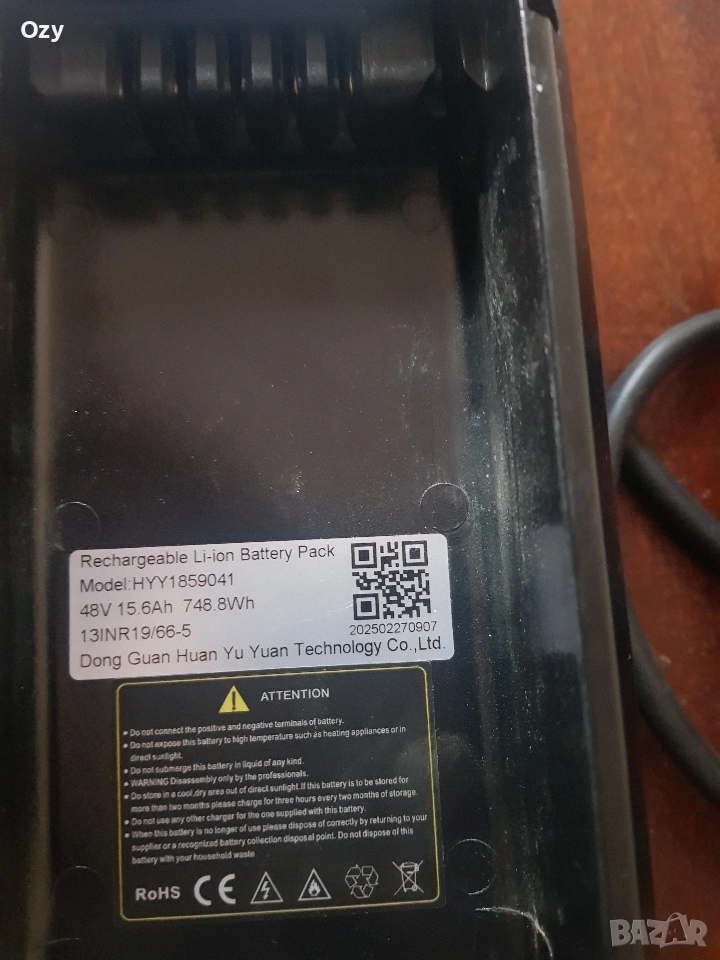 Ozy
Rechargeable Li-ion Battery Pack
Model:HYY1859041
48V 15.6Ah 748.8Wh
13INR19/66-5
202502270907
Dong Guan Huan Yu Yuan Technology Co.,Ltd.
ATTENTION
• Do not connect the positive and negative terminals of battery.
• Do not expose this battery to high temperature such as heating appliances or in
direct sunlight.
• Do not submerge this battery in liquid of any kind.
• WARNING Disassembly only by the professionals.
• Do store in a cool,dry area out of direct sunlight.If this battery is to be stored for
more than two months please charge for three hours every two months of storage.
• Do not use any other charger for the one supplied with this battery.
• When this battery is no longer of use please dispose of correctly by returning to your
supplier or a recognized battery collection disposal point. Do not dispose of this
battery with your household waste
RoHS CE
BAZAR